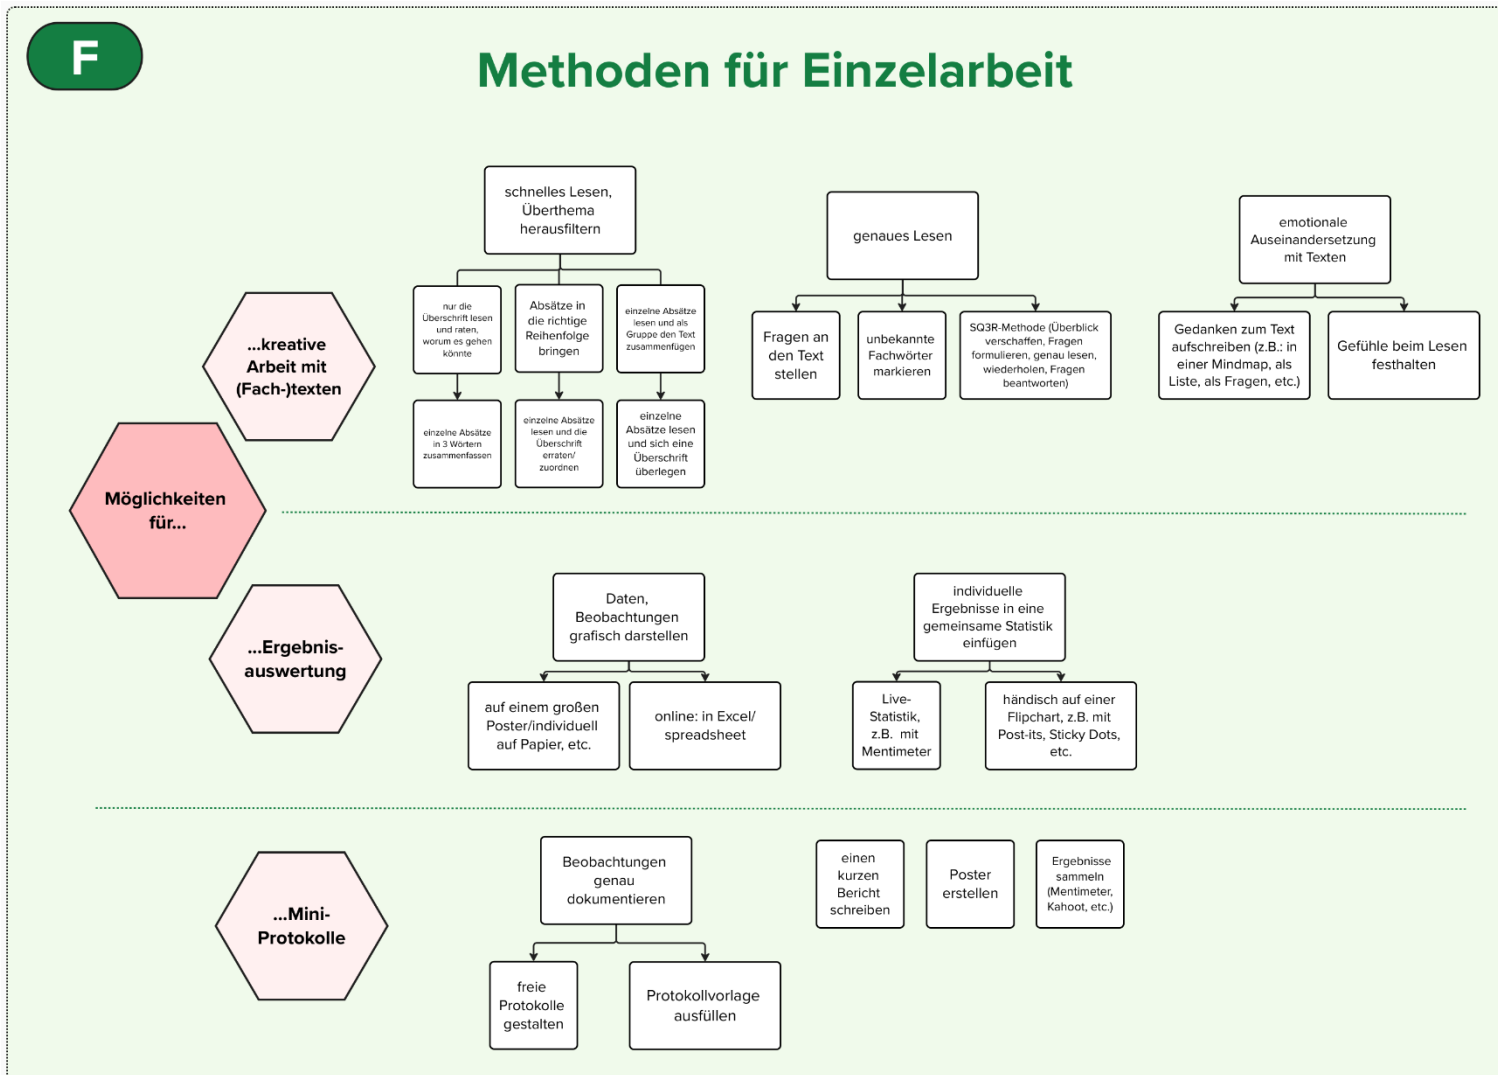 F
Methoden für Einzelarbeit
Möglichkeiten
für...
...kreative
Arbeit mit
(Fach-)texten
schnelles Lesen,
Überthema
herausfiltern
nur die
Überschrift lesen
und raten,
worum es gehen
könnte
Absätze in
die richtige
Reihenfolge
bringen
einzelne Absätze
lesen und als
Gruppe den Text
zusammenfügen
einzelne Absätze
in 3 Wörtern
zusammenfassen
einzelne Absätze
lesen und die
Überschrift
erraten/
zuordnen
einzelne
Absätze lesen
und sich eine
Überschrift
überlegen
genaues Lesen
Fragen an
den Text
stellen
unbekannte
Fachwörter
markieren
SQ3R-Methode (Überblick
verschaffen, Fragen
formulieren, genau lesen,
wiederholen, Fragen
beantworten)
emotionale
Auseinandersetzung
mit Texten
Gedanken zum Text
aufschreiben (z.B.: in
einer Mindmap, als
Liste, als Fragen, etc.)
Gefühle beim Lesen
festhalten
...Ergebnis-
auswertung
Daten,
Beobachtungen
grafisch darstellen
auf einem großen
Poster/individuell
auf Papier, etc.
online: in Excel/
spreadsheet
individuelle
Ergebnisse in eine
gemeinsame Statistik
einfügen
Live-
Statistik,
z.B. mit
Mentimeter
händisch auf einer
Flipchart, z.B. mit
Post-its, Sticky Dots,
etc.
...Mini-
Protokolle
Beobachtungen
genau
dokumentieren
freie
Protokolle
gestalten
Protokollvorlage
ausfüllen
einen
kurzen
Bericht
schreiben
Poster
erstellen
Ergebnisse
sammeln
(Mentimeter,
Kahoot, etc.)